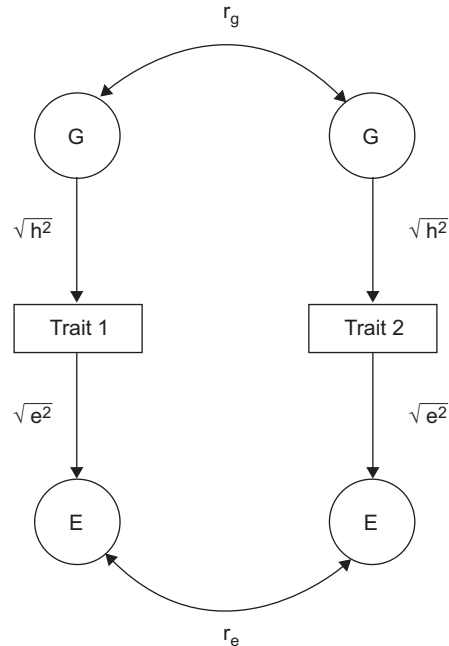 r_g
G G
√h² √h²
Trait 1 Trait 2
√e² √e²
E E
r_e